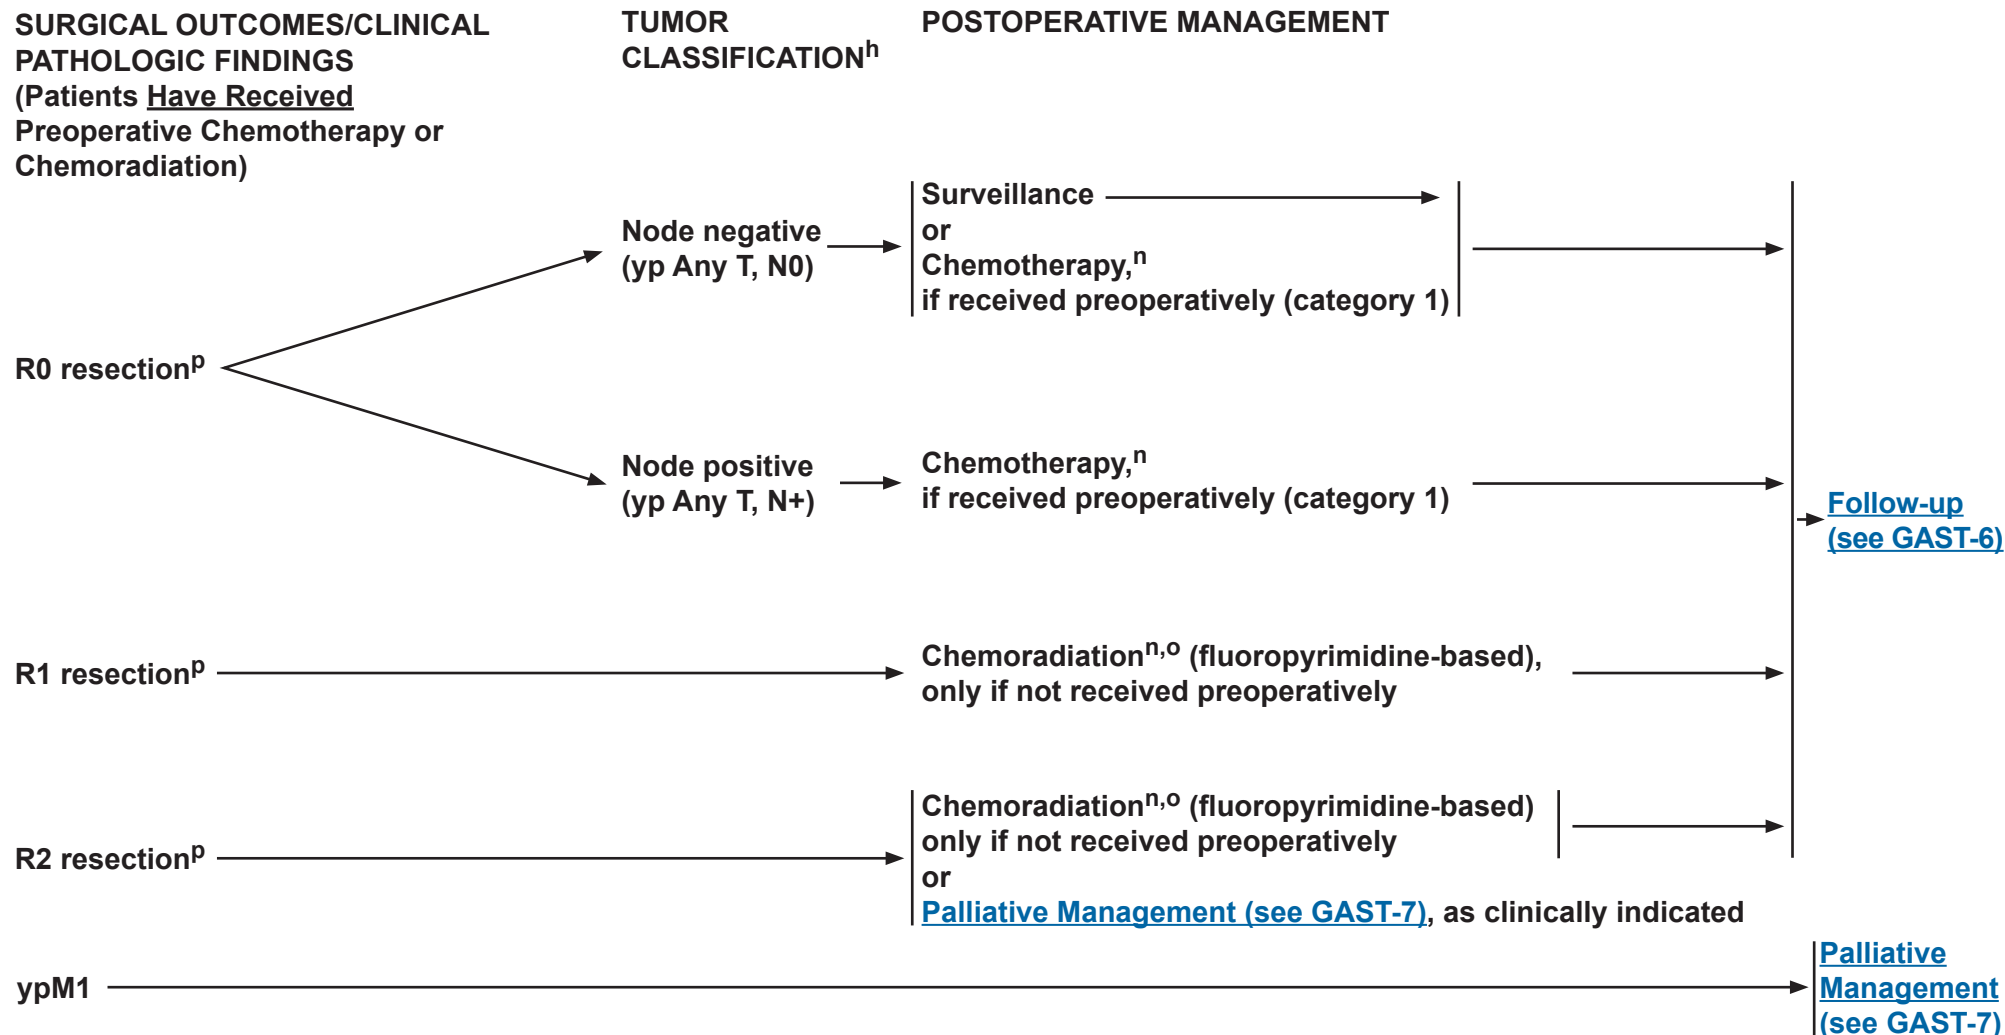 SURGICAL OUTCOMES/CLINICAL
PATHOLOGIC FINDINGS
(Patients Have Received
Preoperative Chemotherapy or
Chemoradiation)
TUMOR
CLASSIFICATIONh
POSTOPERATIVE MANAGEMENT
R0 resectionp
Node negative
(yp Any T, N0)
Surveillance
or
Chemotherapy,n
if received preoperatively (category 1)
Node positive
(yp Any T, N+)
Chemotherapy,n
if received preoperatively (category 1)
Follow-up
(see GAST-6)
R1 resectionp
Chemoradiationn,o (fluoropyrimidine-based),
only if not received preoperatively
R2 resectionp
Chemoradiationn,o (fluoropyrimidine-based)
only if not received preoperatively
or
Palliative Management (see GAST-7), as clinically indicated
ypM1
Palliative
Management
(see GAST-7)